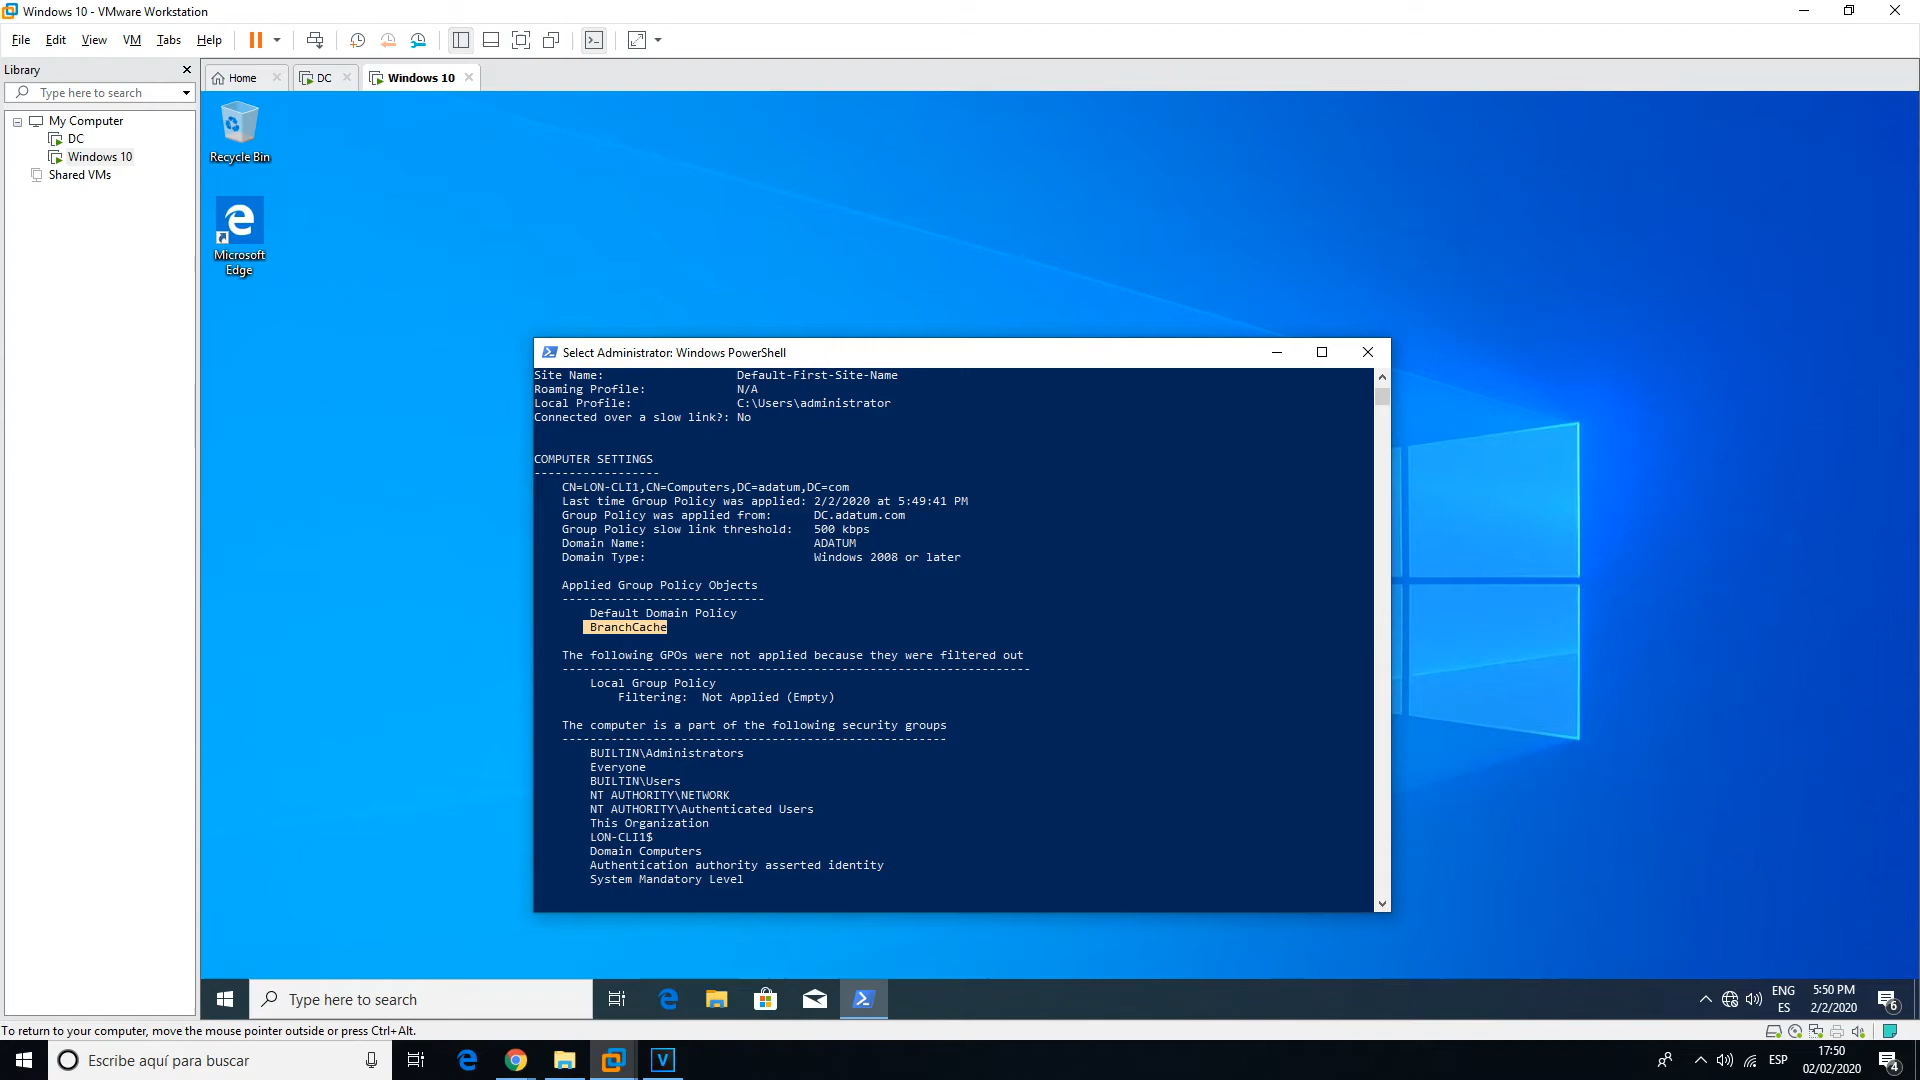 Windows 10 - VMware Workstation
File Edit View VM Tabs Help
Library
Type here to search
My Computer
DC
Windows 10
Shared VMs
Home
DC
Windows 10
Recycle Bin
Microsoft
Edge
Select Administrator: Windows PowerShell
Site Name: Default-First-Site-Name
Roaming Profile: N/A
Local Profile: C:\Users\administrator
Connected over a slow link?: No
COMPUTER SETTINGS
------------------
CN=LON-CLI1,CN=Computers,DC=adatum,DC=com
Last time Group Policy was applied: 2/2/2020 at 5:49:41 PM
Group Policy was applied from: DC.adatum.com
Group Policy slow link threshold: 500 kbps
Domain Name: ADATUM
Domain Type: Windows 2008 or later
Applied Group Policy Objects
-----------------------------
Default Domain Policy
BranchCache
The following GPOs were not applied because they were filtered out
-------------------------------------------------------------------
Local Group Policy
Filtering: Not Applied (Empty)
The computer is a part of the following security groups
-------------------------------------------------------
BUILTIN\Administrators
Everyone
BUILTIN\Users
NT AUTHORITY\NETWORK
NT AUTHORITY\Authenticated Users
This Organization
LON-CLI1$
Domain Computers
Authentication authority asserted identity
System Mandatory Level
Type here to search
ENG
ES
5:50 PM
2/2/2020
6
To return to your computer, move the mouse pointer outside or press Ctrl+Alt.
Escribe aquí para buscar
V
ESP
17:50
02/02/2020
4